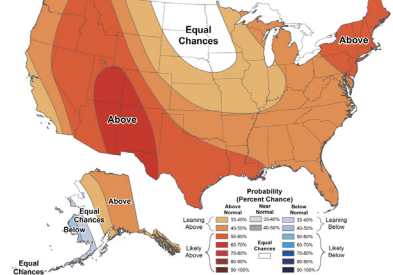 Equal
Chances
Above
Above
Above
Equal
Chances
Below
Equal
Chances
Probability
(Percent Chance)
Above
Normal
Near
Normal
Below
Normal
Leaning
Above
33-40%
40-50%
33-40%
40-50%
33-40%
40-50%
Leaning
Below
Likely
Above
50-60%
60-70%
70-80%
80-90%
90-100%
Equal
Chances
50-60%
60-70%
70-80%
80-90%
90-100%
Likely
Below